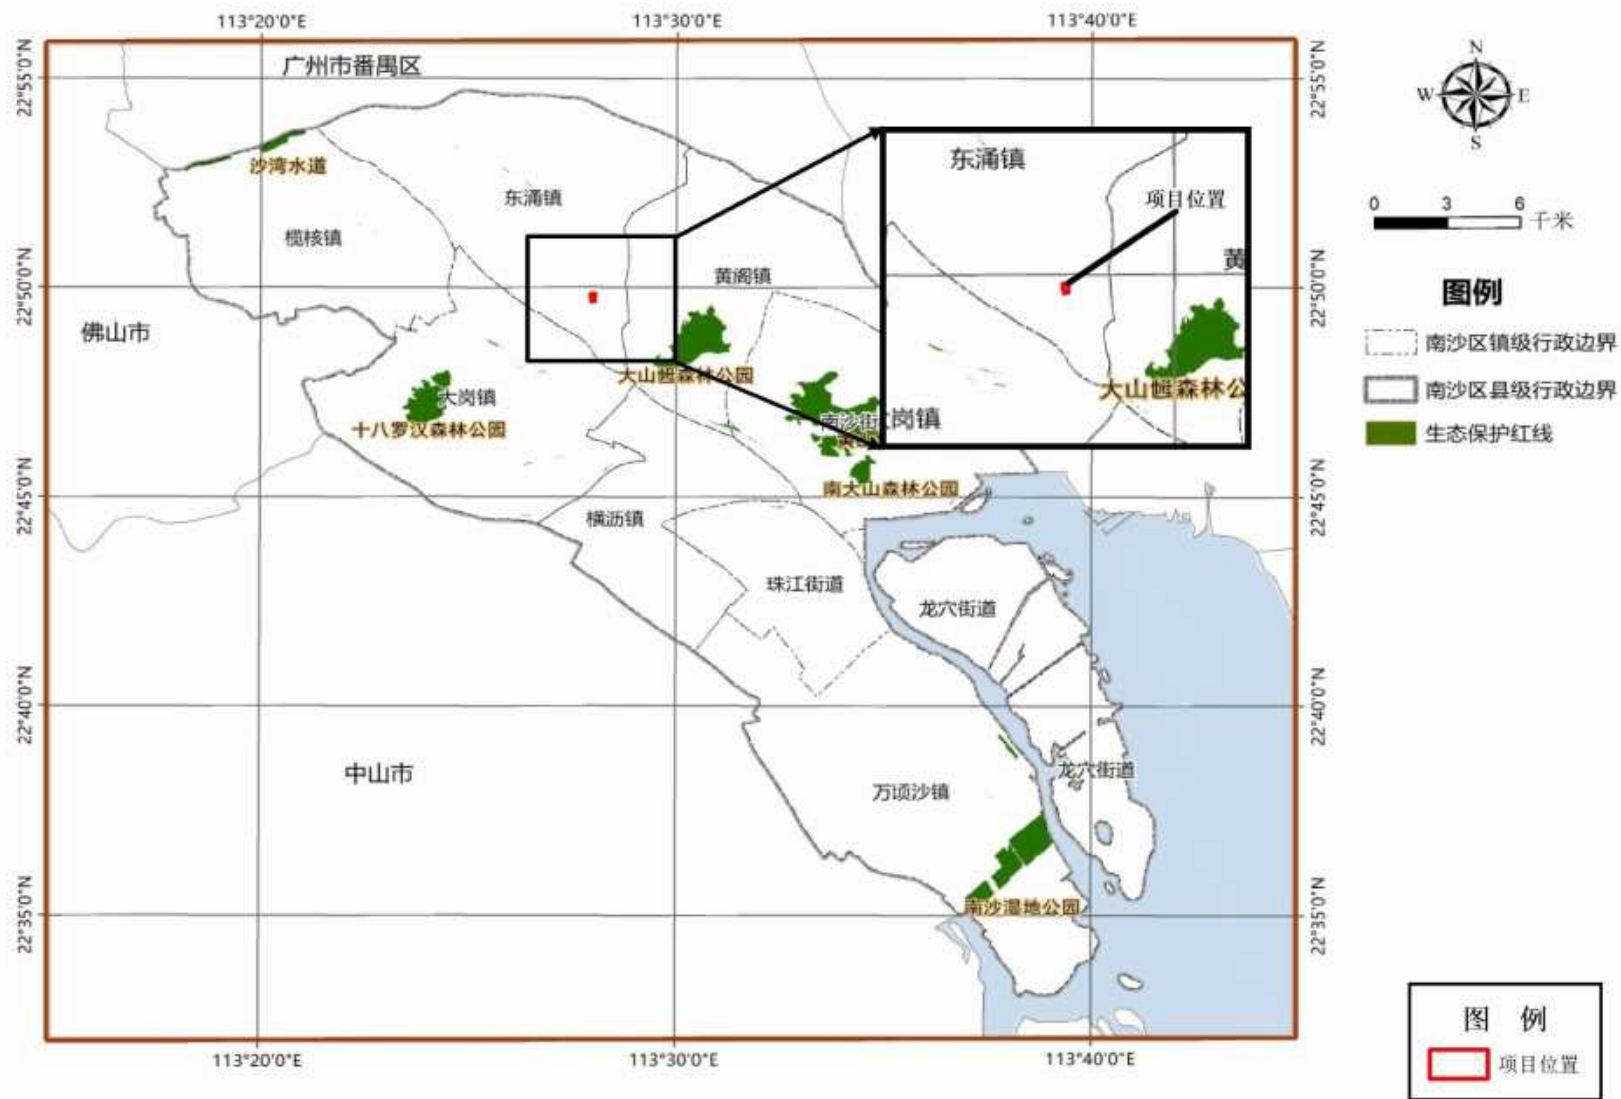 113°20'0"E
113°30'0"E
113°40'0"E
22°55'0"N
22°55'0"N
广州市番禺区
N
W
E
S
沙湾水道
东涌镇
东涌镇
项目位置
0
3
6
千米
榄核镇
黄阁镇
黄
22°50'0"N
22°50'0"N
图例
佛山市
南沙区镇级行政边界
大山乸森林公园
大山乸森林公
南沙区县级行政边界
大岗镇
十八罗汉森林公园
南沙街
岗镇
生态保护红线
南大山森林公园
22°45'0"N
22°45'0"N
横沥镇
珠江街道
龙穴街道
22°40'0"N
22°40'0"N
中山市
龙穴街道
万顷沙镇
南沙湿地公园
22°35'0"N
22°35'0"N
图 例
项目位置
113°20'0"E
113°30'0"E
113°40'0"E